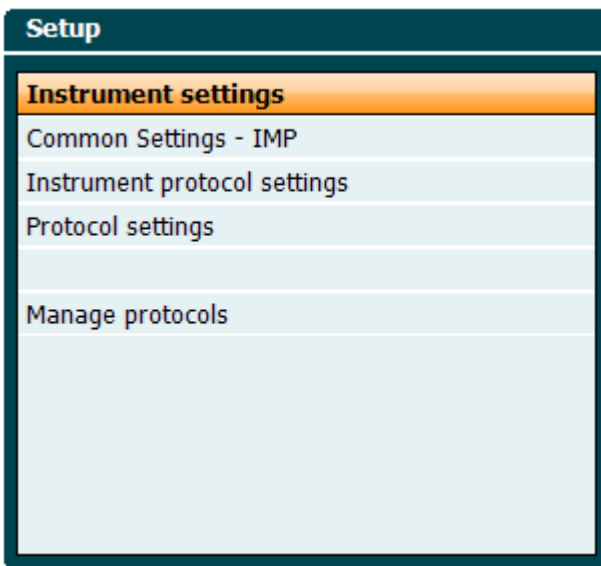 Setup
Instrument settings
Common Settings - IMP
Instrument protocol settings
Protocol settings
Manage protocols